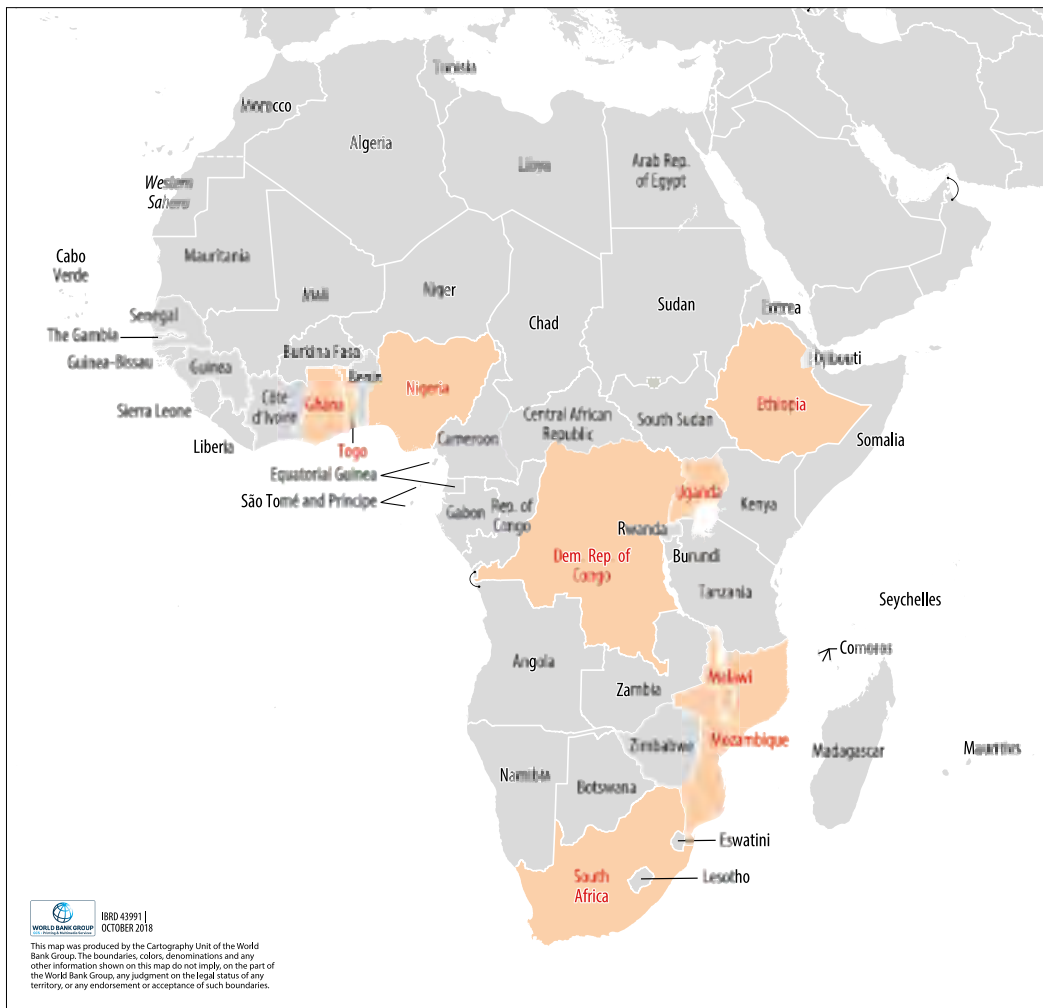 Tunisia
Morocco
Algeria
Libya
Arab Rep.
of Egypt
Western
Sahara
Cabo
Verde
Mauritania
Mali
Niger
Chad
Sudan
Eritrea
Senegal
The Gambia
Guinea-Bissau
Guinea
Burkina Faso
Benin
Nigeria
Djibouti
Ethiopia
Sierra Leone
Côte
d'Ivoire
Ghana
Togo
Liberia
Cameroon
Central African
Republic
South Sudan
Somalia
Equatorial Guinea
São Tomé and Príncipe
Gabon
Rep. of
Congo
Uganda
Kenya
Rwanda
Dem. Rep. of
Congo
Burundi
Tanzania
Seychelles
Comoros
Angola
Zambia
Malawi
Mozambique
Zimbabwe
Madagascar
Mauritius
Namibia
Botswana
Eswatini
South
Africa
Lesotho
WORLD BANK GROUP
IBRD 43991 |
OCTOBER 2018
This map was produced by the Cartography Unit of the World
Bank Group. The boundaries, colors, denominations and any
other information shown on this map do not imply, on the part of
the World Bank Group, any judgment on the legal status of any
territory, or any endorsement or acceptance of such boundaries.